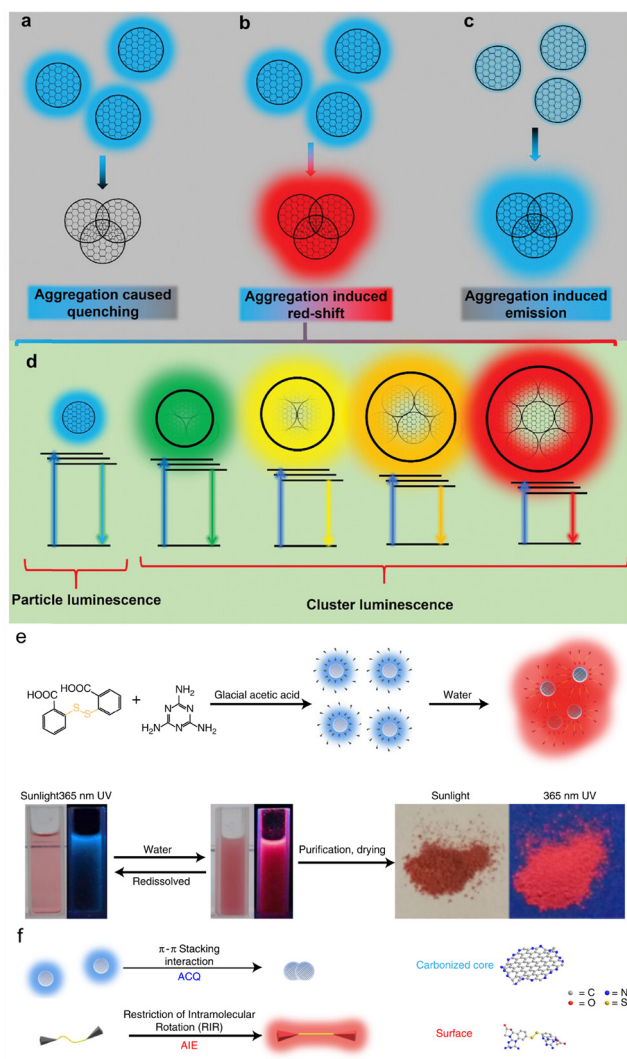 a
b
c
Aggregation caused
quenching
Aggregation induced
red-shift
Aggregation induced
emission
d
Particle luminescence
Cluster luminescence
e
HOOC
HOOC
S
S
+
NH2
N
N
H2N
N
NH2
Glacial acetic acid
Water
Sunlight365 nm UV
Water
Redissolved
Purification, drying
Sunlight
365 nm UV
f
π-π Stacking
interaction
ACQ
Carbonized core
= C
= N
= O
= S
Restriction of Intramolecular
Rotation (RIR)
AIE
Surface